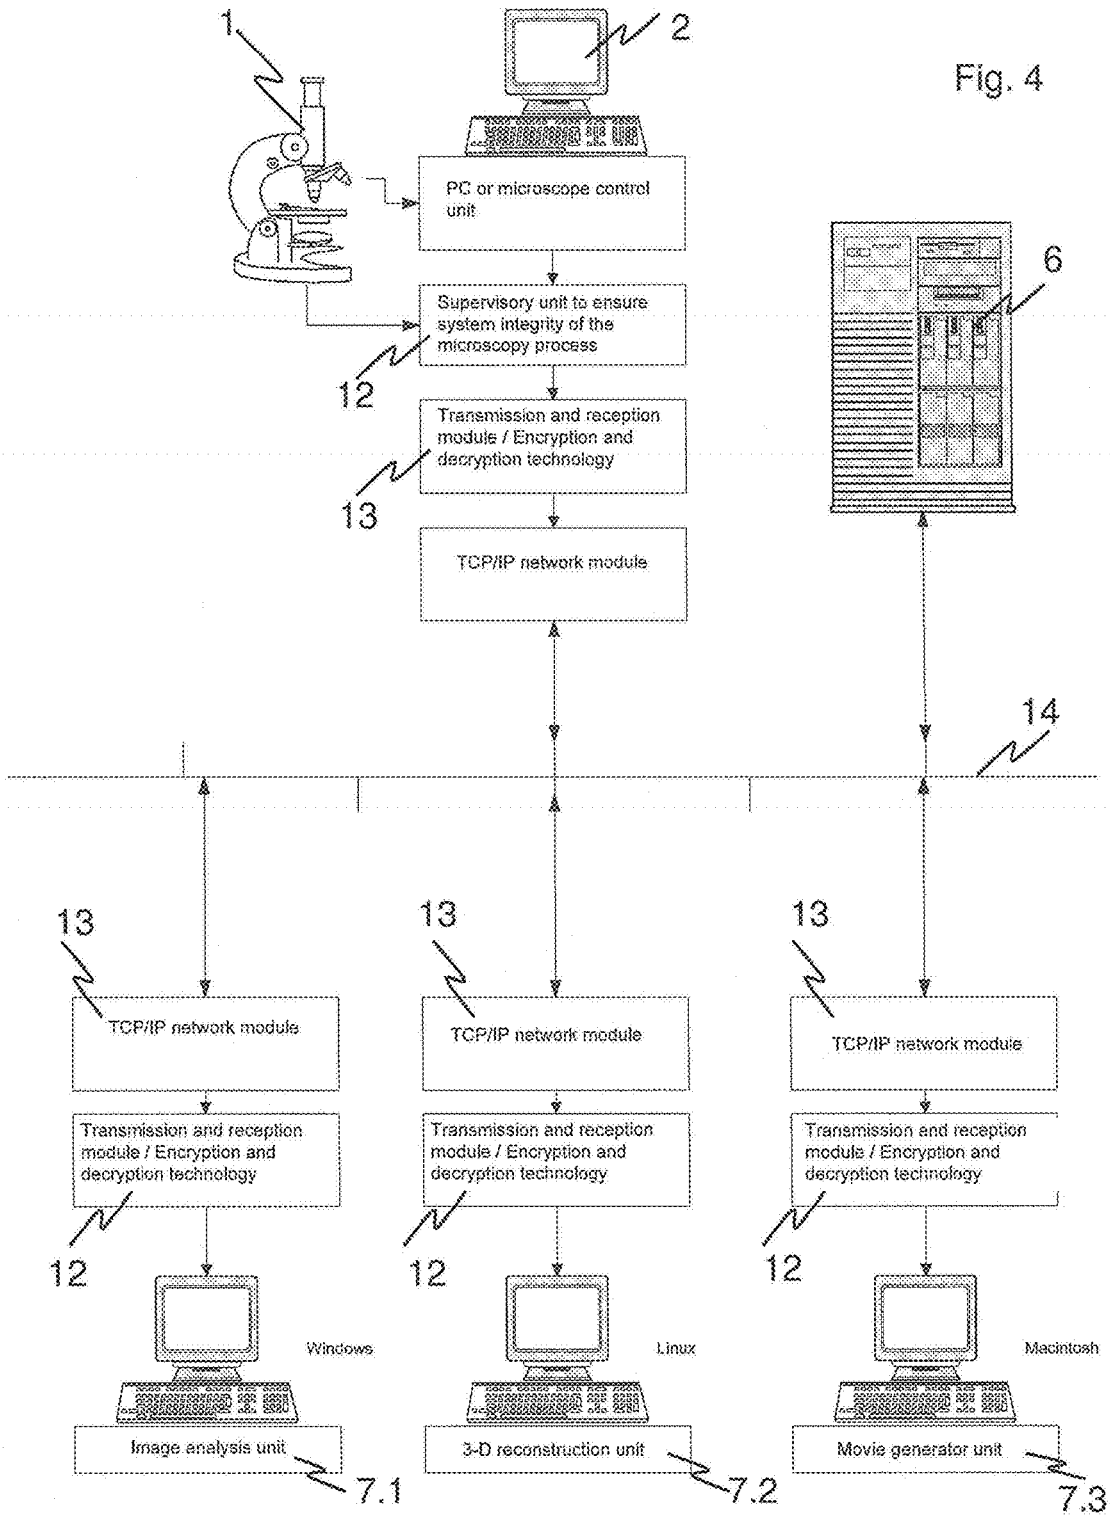 1
2
Fig. 4
PC or microscope control
unit
6
Supervisory unit to ensure
system integrity of the
microscopy process
12
Transmission and reception
module / Encryption and
decryption technology
13
TCP/IP network module
14
13
13
13
TCP/IP network module
TCP/IP network module
TCP/IP network module
Transmission and reception
module / Encryption and
decryption technology
Transmission and reception
module / Encryption and
decryption technology
Transmission and reception
module / Encryption and
decryption technology
12
12
12
Windows
Linux
Macintosh
Image analysis unit
3-D reconstruction unit
Movie generator unit
7.1
7.2
7.3